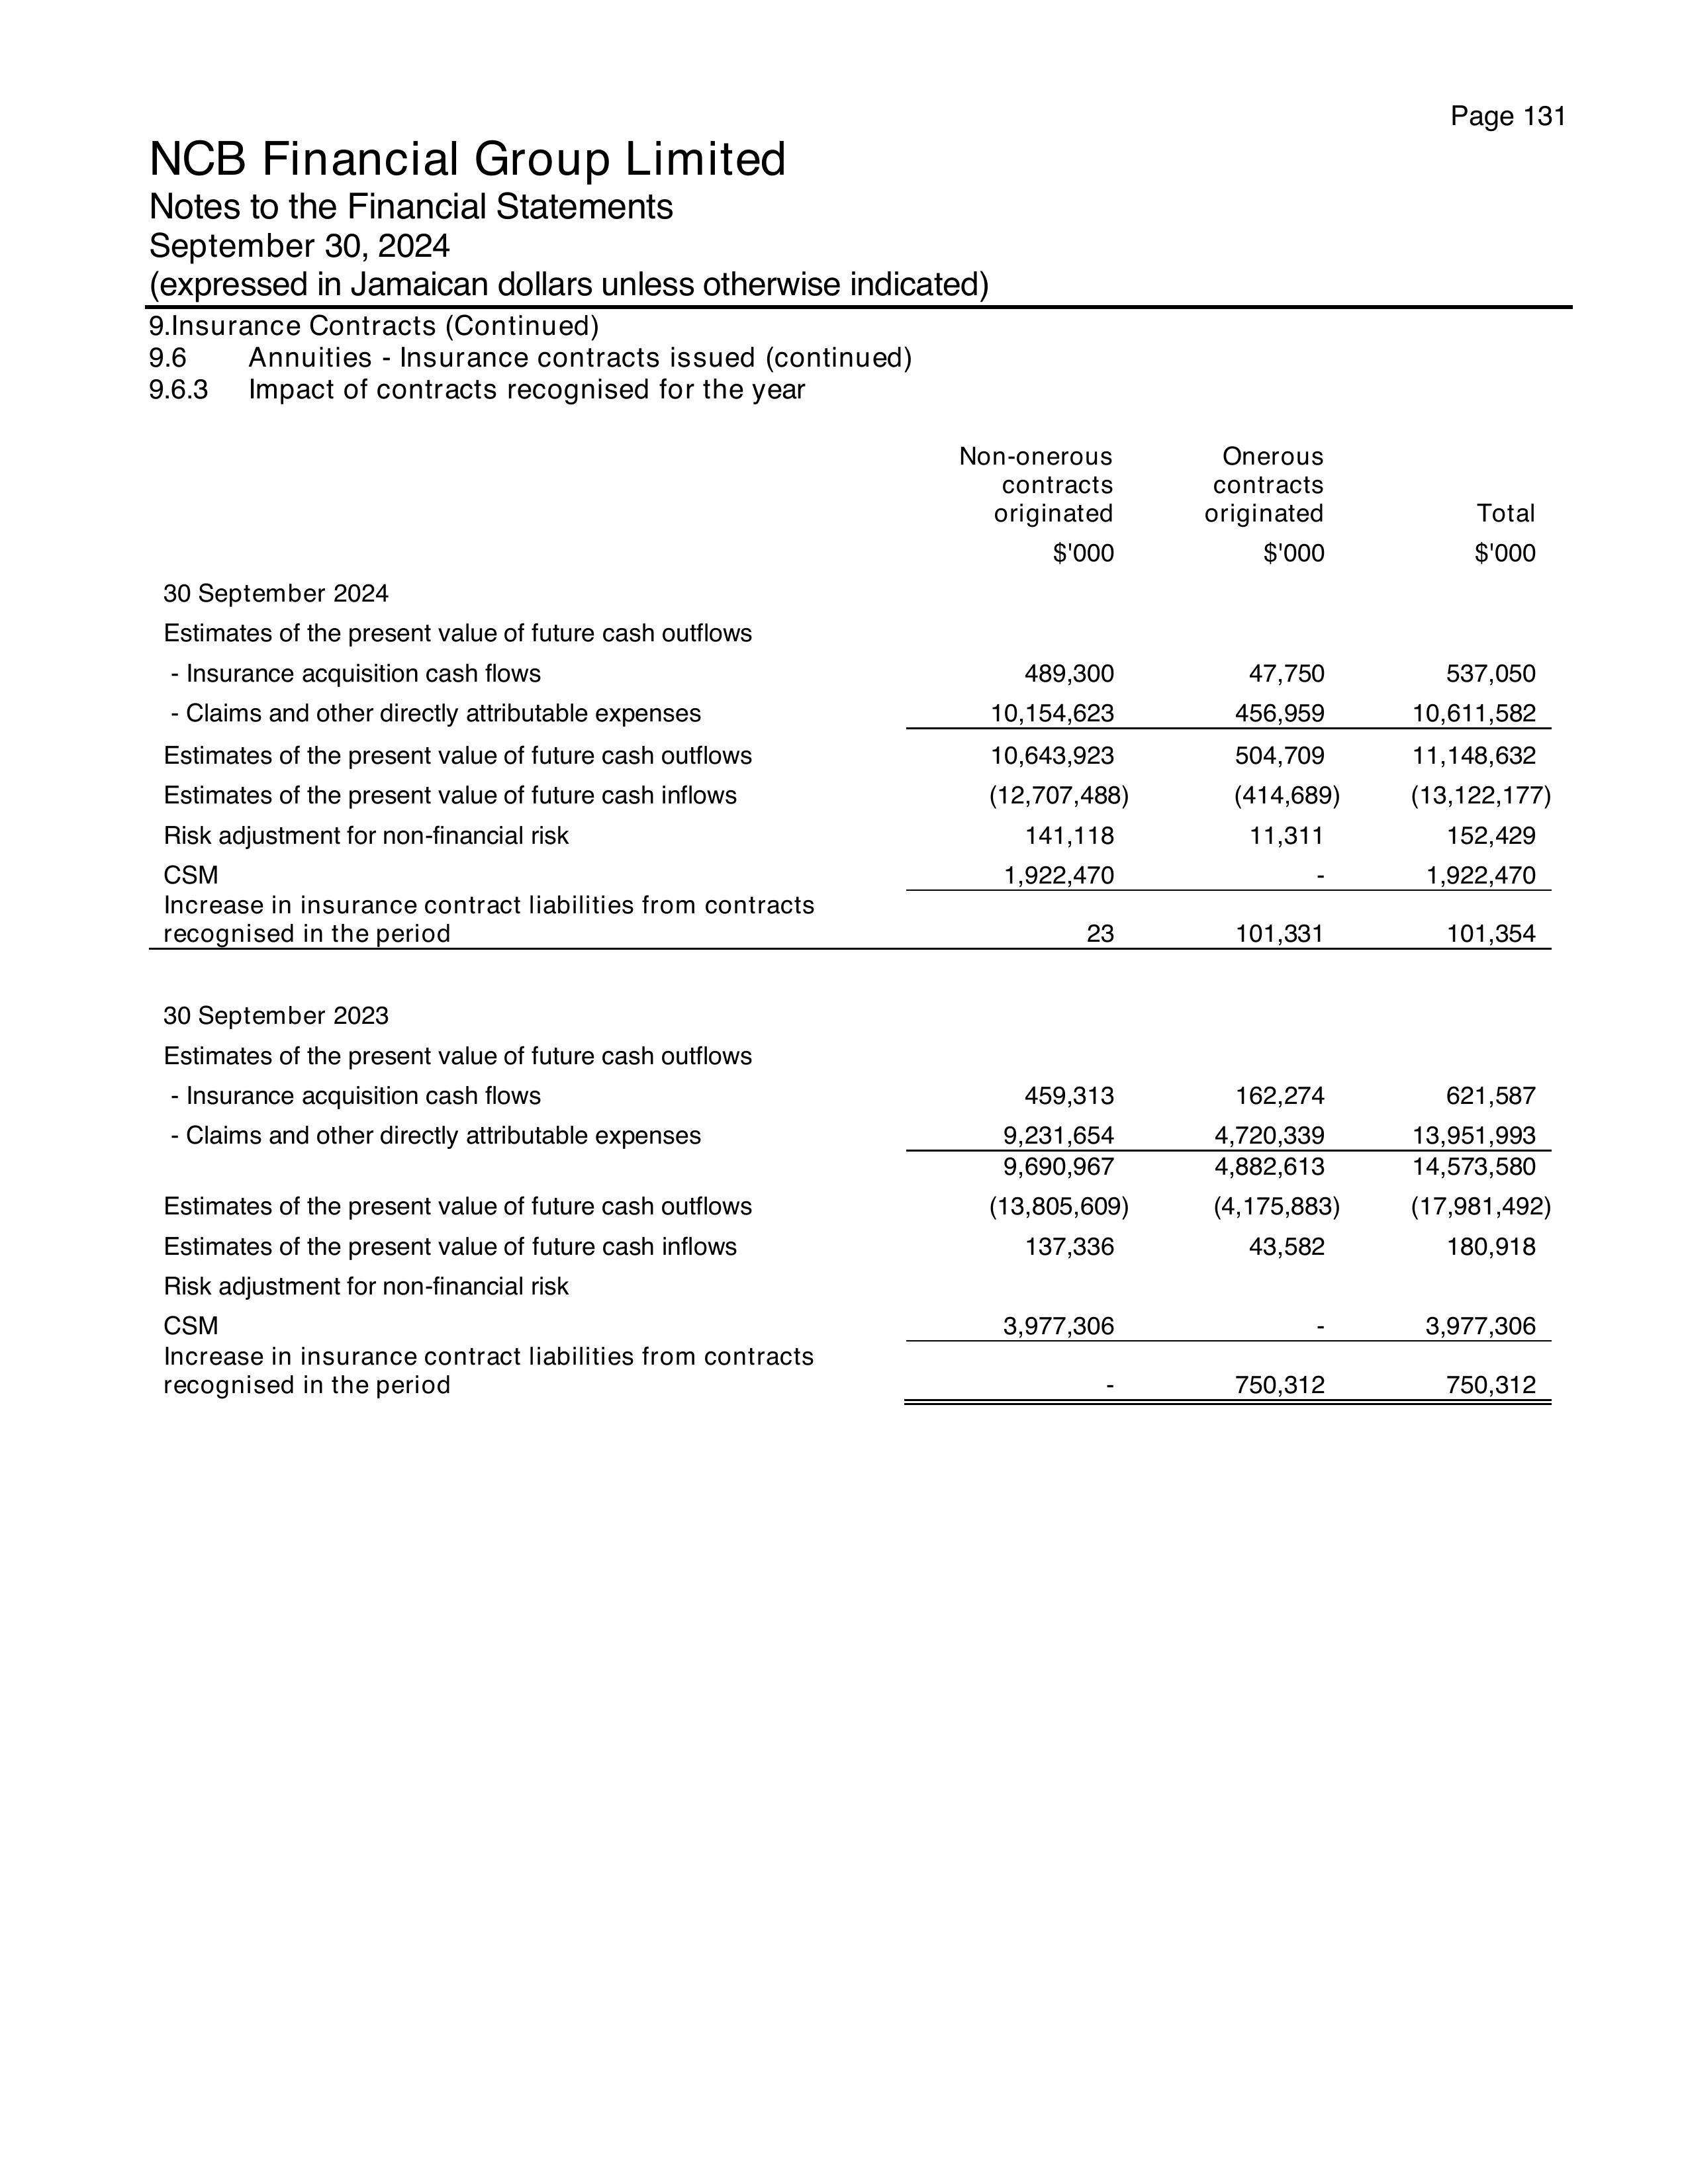 Page 131
NCB Financial Group Limited
Notes to the Financial Statements
September 30, 2024
(expressed in Jamaican dollars unless otherwise indicated)
9.Insurance Contracts (Continued)
9.6 Annuities - Insurance contracts issued (continued)
9.6.3 Impact of contracts recognised for the year
Non-onerous Onerous
contracts contracts
originated originated Total
$'000 $'000 $'000
30 September 2024
Estimates of the present value of future cash outflows
- Insurance acquisition cash flows 489,300 47,750 537,050
- Claims and other directly attributable expenses 10,154,623 456,959 10,611,582
Estimates of the present value of future cash outflows 10,643,923 504,709 11,148,632
Estimates of the present value of future cash inflows (12,707,488) (414,689) (13,122,177)
Risk adjustment for non-financial risk 141,118 11,311 152,429
CSM 1,922,470 - 1,922,470
Increase in insurance contract liabilities from contracts
recognised in the period 23 101,331 101,354
30 September 2023
Estimates of the present value of future cash outflows
- Insurance acquisition cash flows 459,313 162,274 621,587
- Claims and other directly attributable expenses 9,231,654 4,720,339 13,951,993
9,690,967 4,882,613 14,573,580
Estimates of the present value of future cash outflows (13,805,609) (4,175,883) (17,981,492)
Estimates of the present value of future cash inflows 137,336 43,582 180,918
Risk adjustment for non-financial risk
CSM 3,977,306 - 3,977,306
Increase in insurance contract liabilities from contracts
recognised in the period - 750,312 750,312